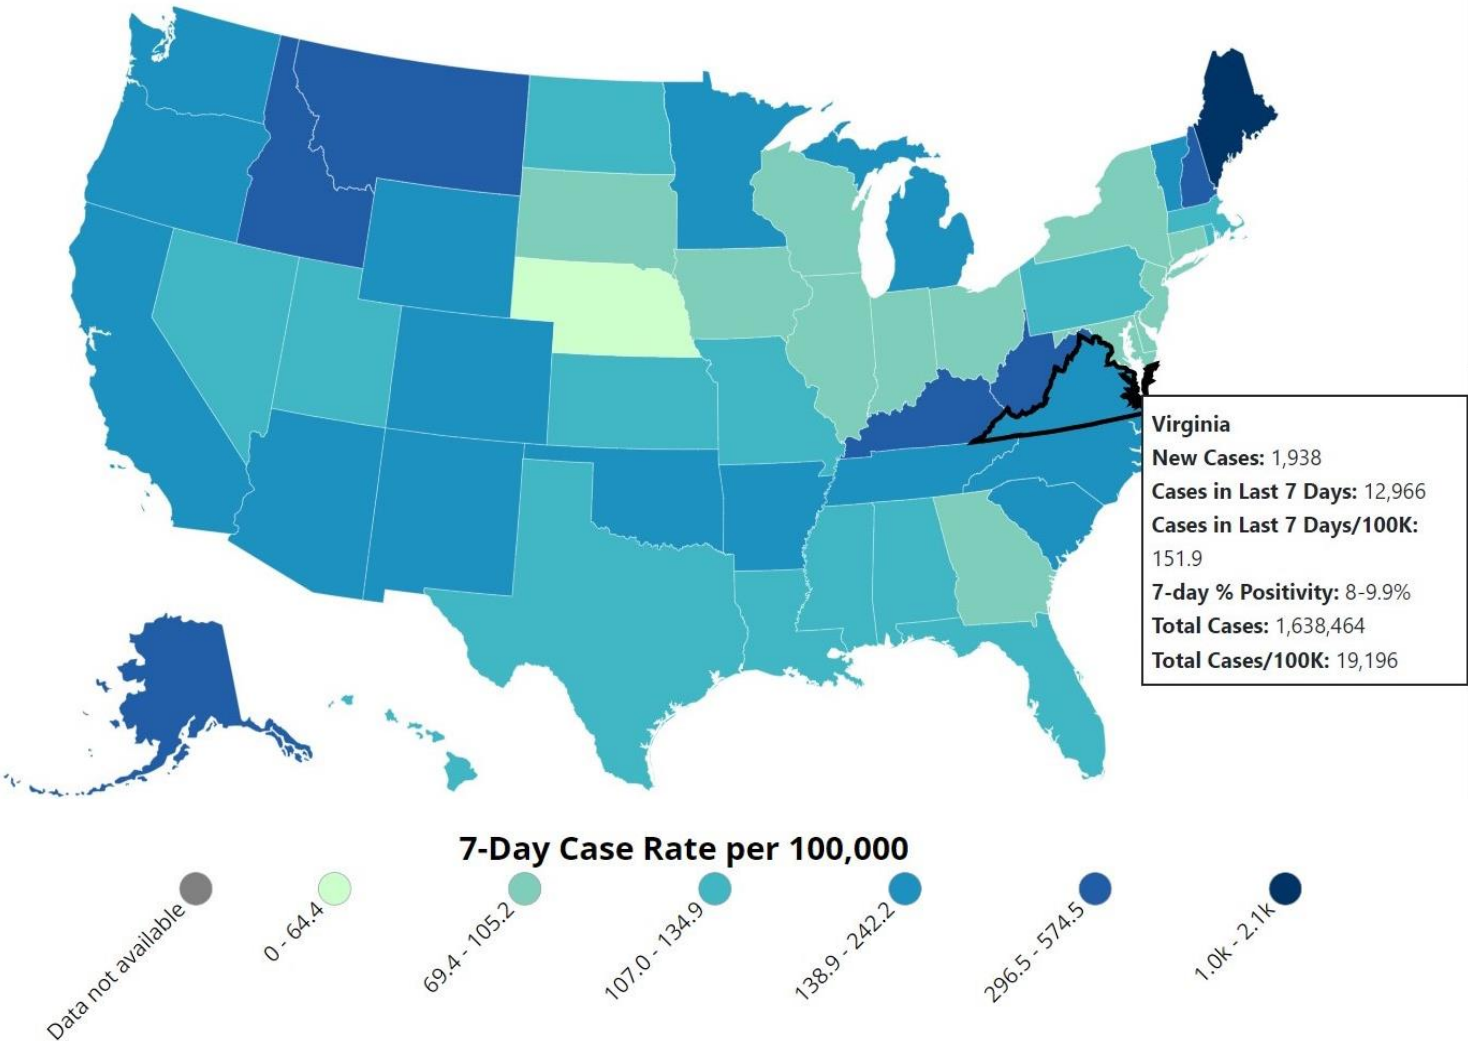 Virginia
New Cases: 1,938
Cases in Last 7 Days: 12,966
Cases in Last 7 Days/100K:
151.9
7-day % Positivity: 8-9.9%
Total Cases: 1,638,464
Total Cases/100K: 19,196
7-Day Case Rate per 100,000
Data not available
0 - 64.4
69.4 - 105.2
107.0 - 134.9
138.9 - 242.2
296.5 - 574.5
1.0k - 2.1k